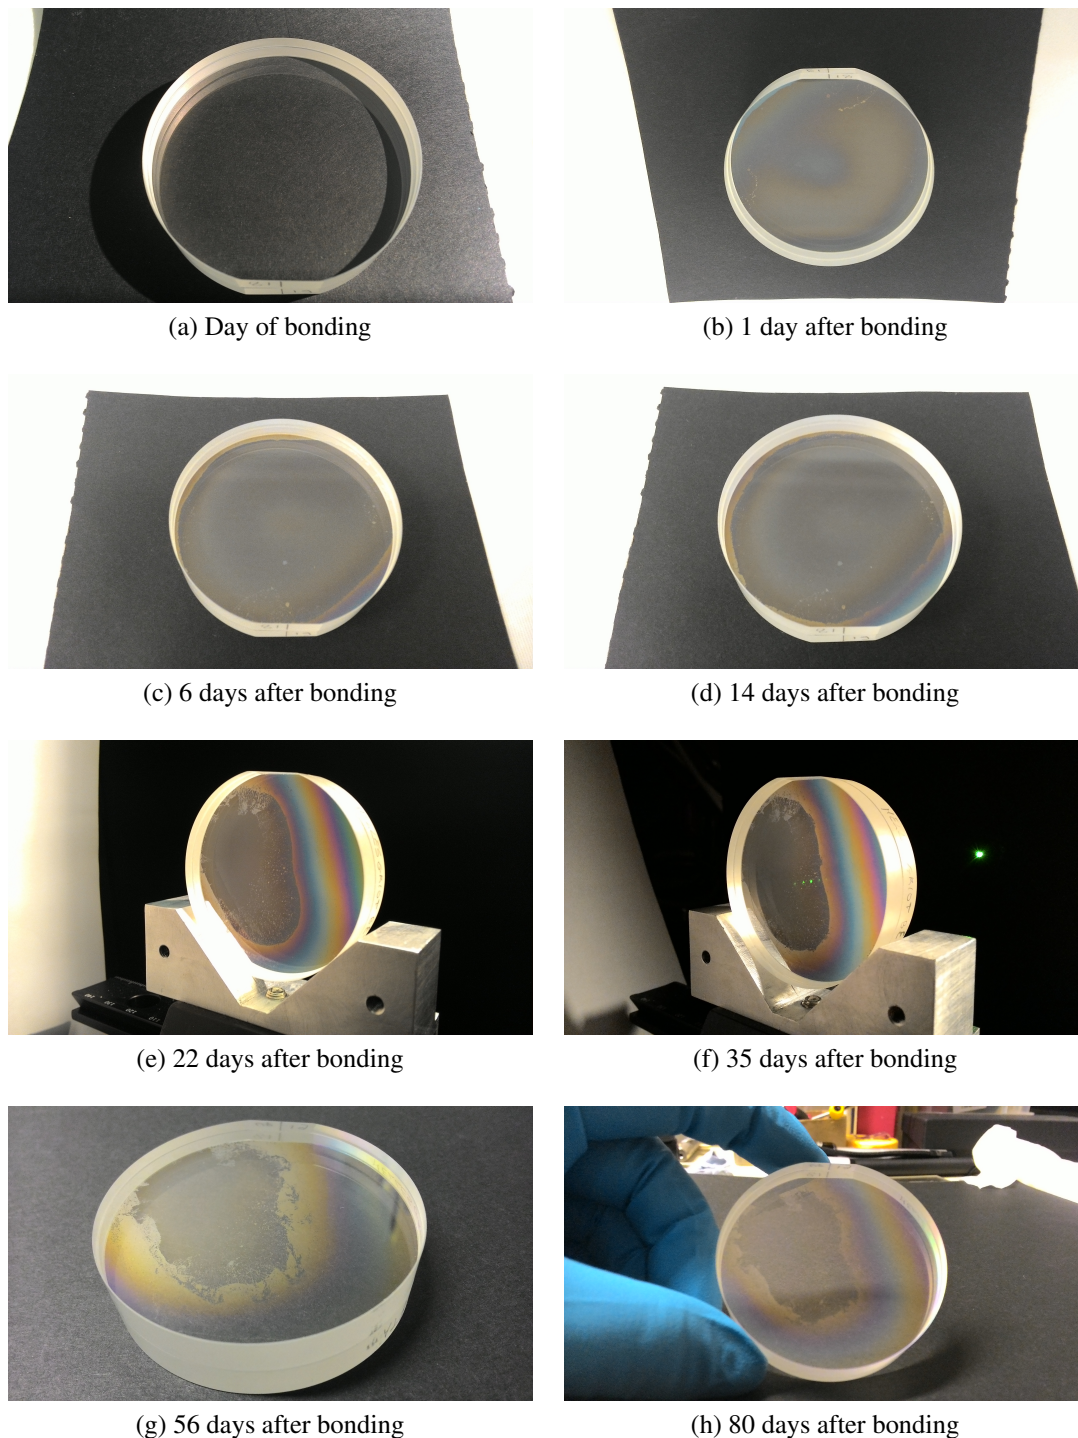 (a) Day of bonding
(b) 1 day after bonding
(c) 6 days after bonding
(d) 14 days after bonding
(e) 22 days after bonding
(f) 35 days after bonding
(g) 56 days after bonding
(h) 80 days after bonding